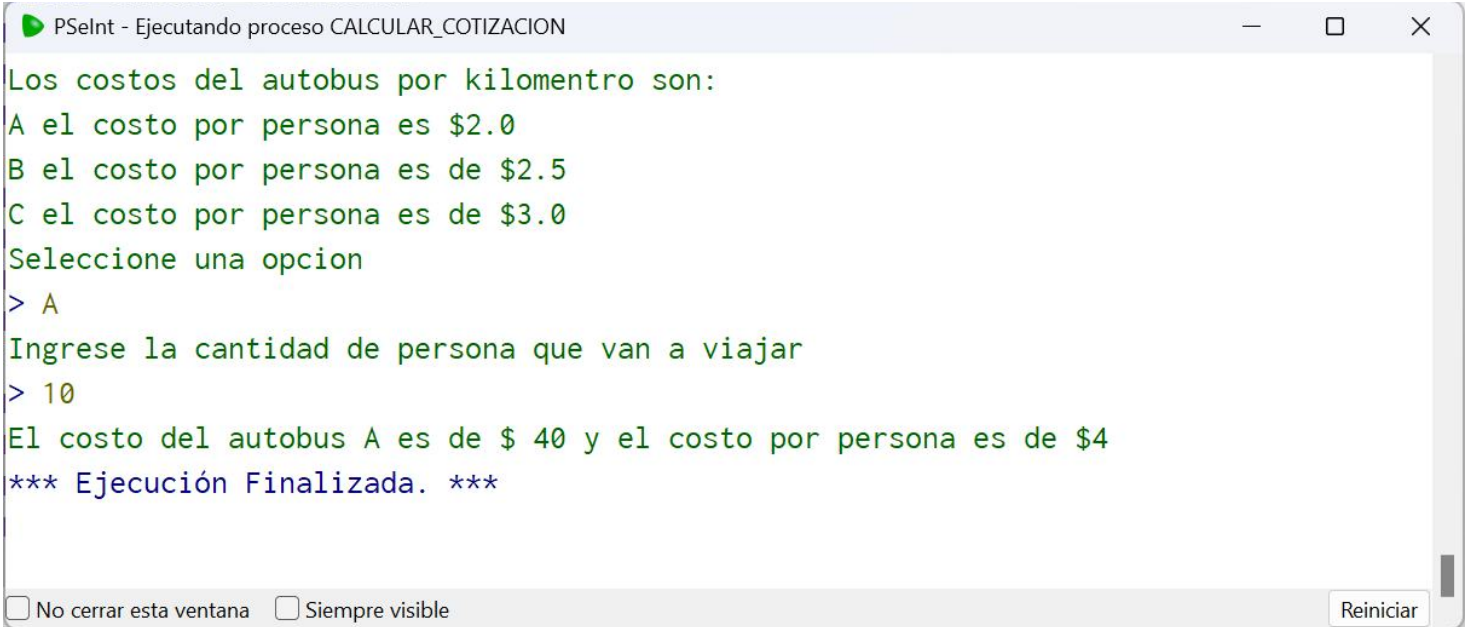 PSeInt - Ejecutando proceso CALCULAR_COTIZACION
Los costos del autobus por kilomentro son:
A el costo por persona es $2.0
B el costo por persona es de $2.5
C el costo por persona es de $3.0
Seleccione una opcion
> A
Ingrese la cantidad de persona que van a viajar
> 10
El costo del autobus A es de $ 40 y el costo por persona es de $4
*** Ejecución Finalizada. ***
No cerrar esta ventana Siempre visible Reiniciar